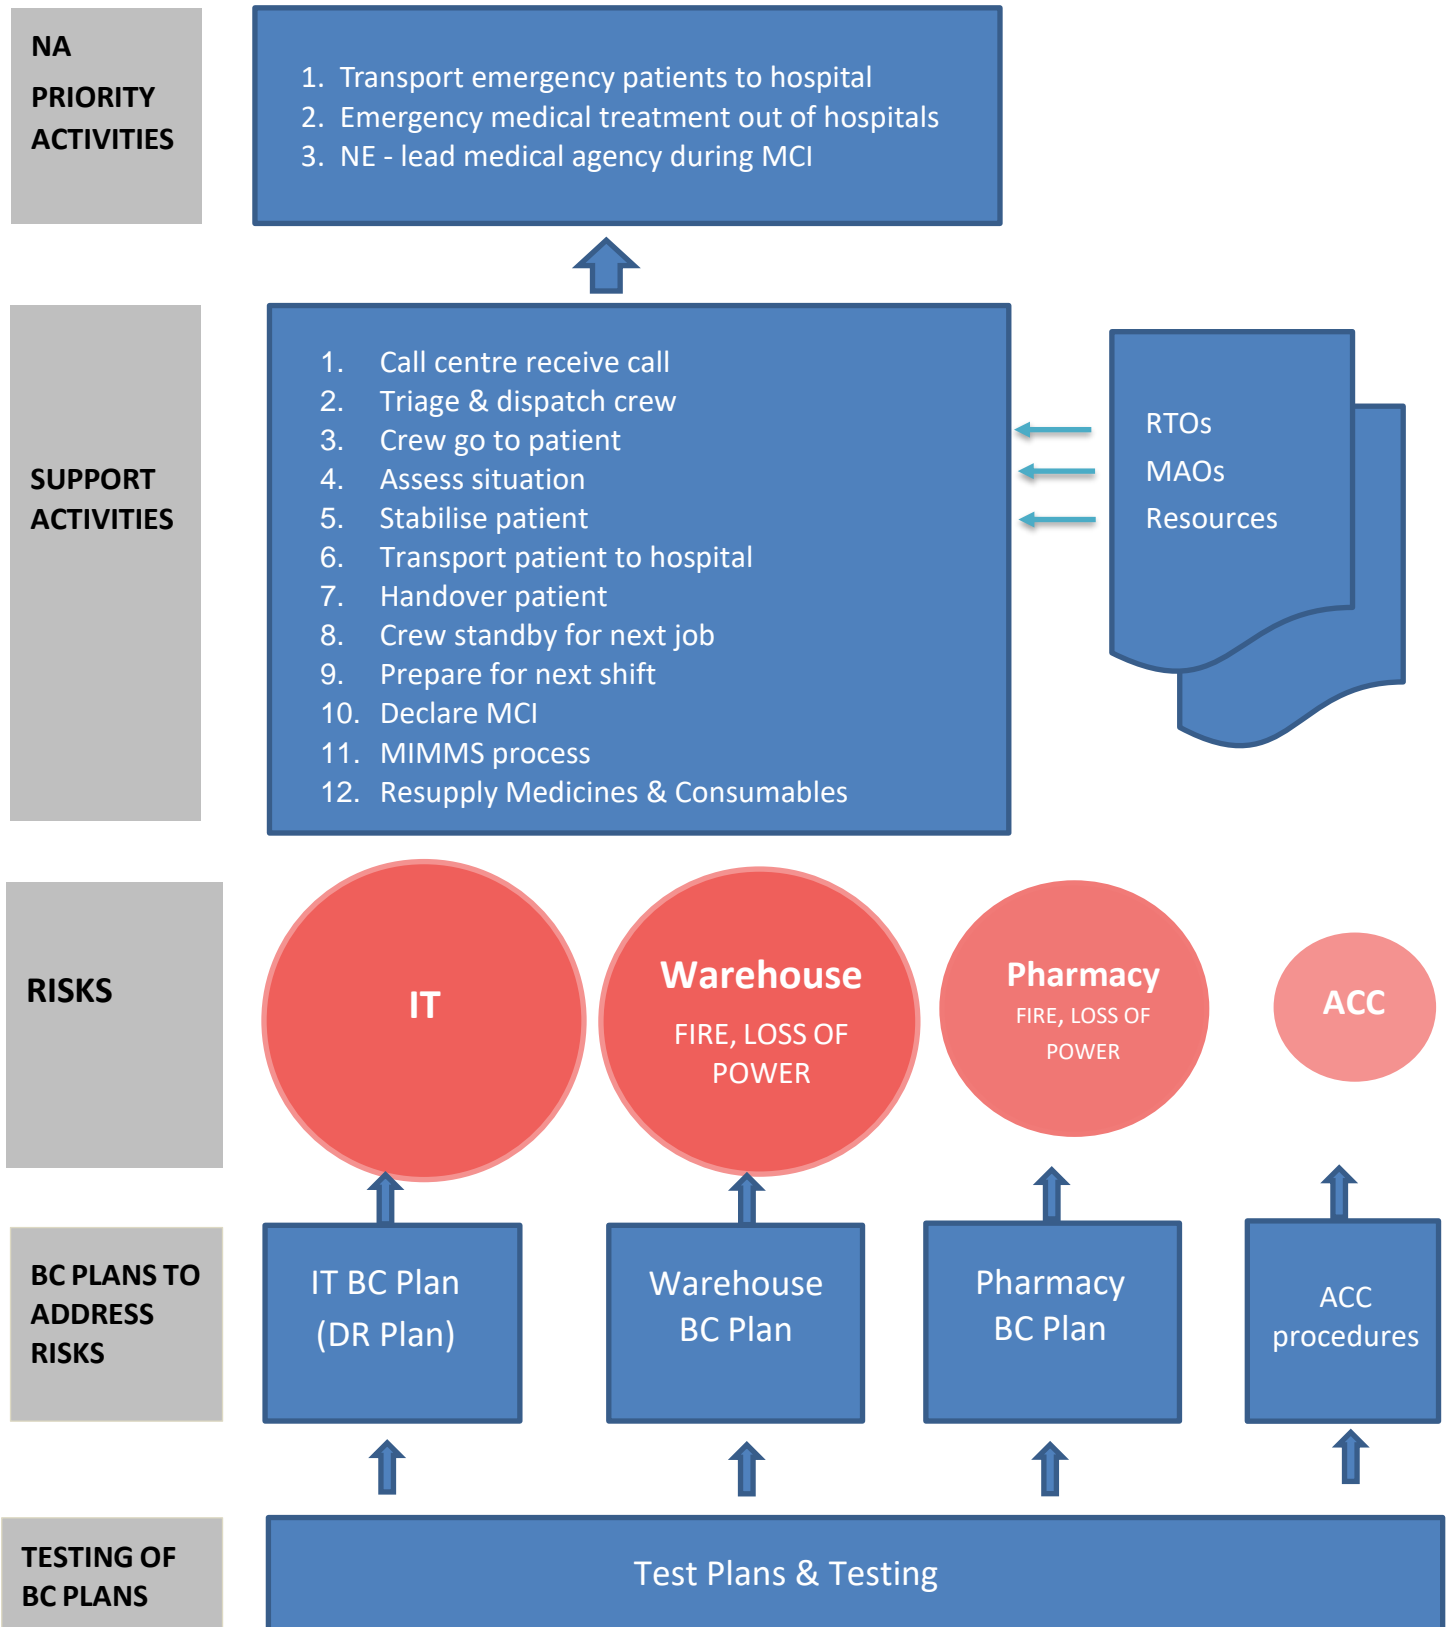 NA
PRIORITY
ACTIVITIES
1. Transport emergency patients to hospital
2. Emergency medical treatment out of hospitals
3. NE - lead medical agency during MCI
SUPPORT
ACTIVITIES
1. Call centre receive call
2. Triage & dispatch crew
3. Crew go to patient
4. Assess situation
5. Stabilise patient
6. Transport patient to hospital
7. Handover patient
8. Crew standby for next job
9. Prepare for next shift
10. Declare MCI
11. MIMMS process
12. Resupply Medicines & Consumables
RTOs
MAOs
Resources
RISKS
IT
Warehouse
FIRE, LOSS OF
POWER
Pharmacy
FIRE, LOSS OF
POWER
ACC
BC PLANS TO
ADDRESS
RISKS
IT BC Plan
(DR Plan)
Warehouse
BC Plan
Pharmacy
BC Plan
ACC
procedures
TESTING OF
BC PLANS
Test Plans & Testing